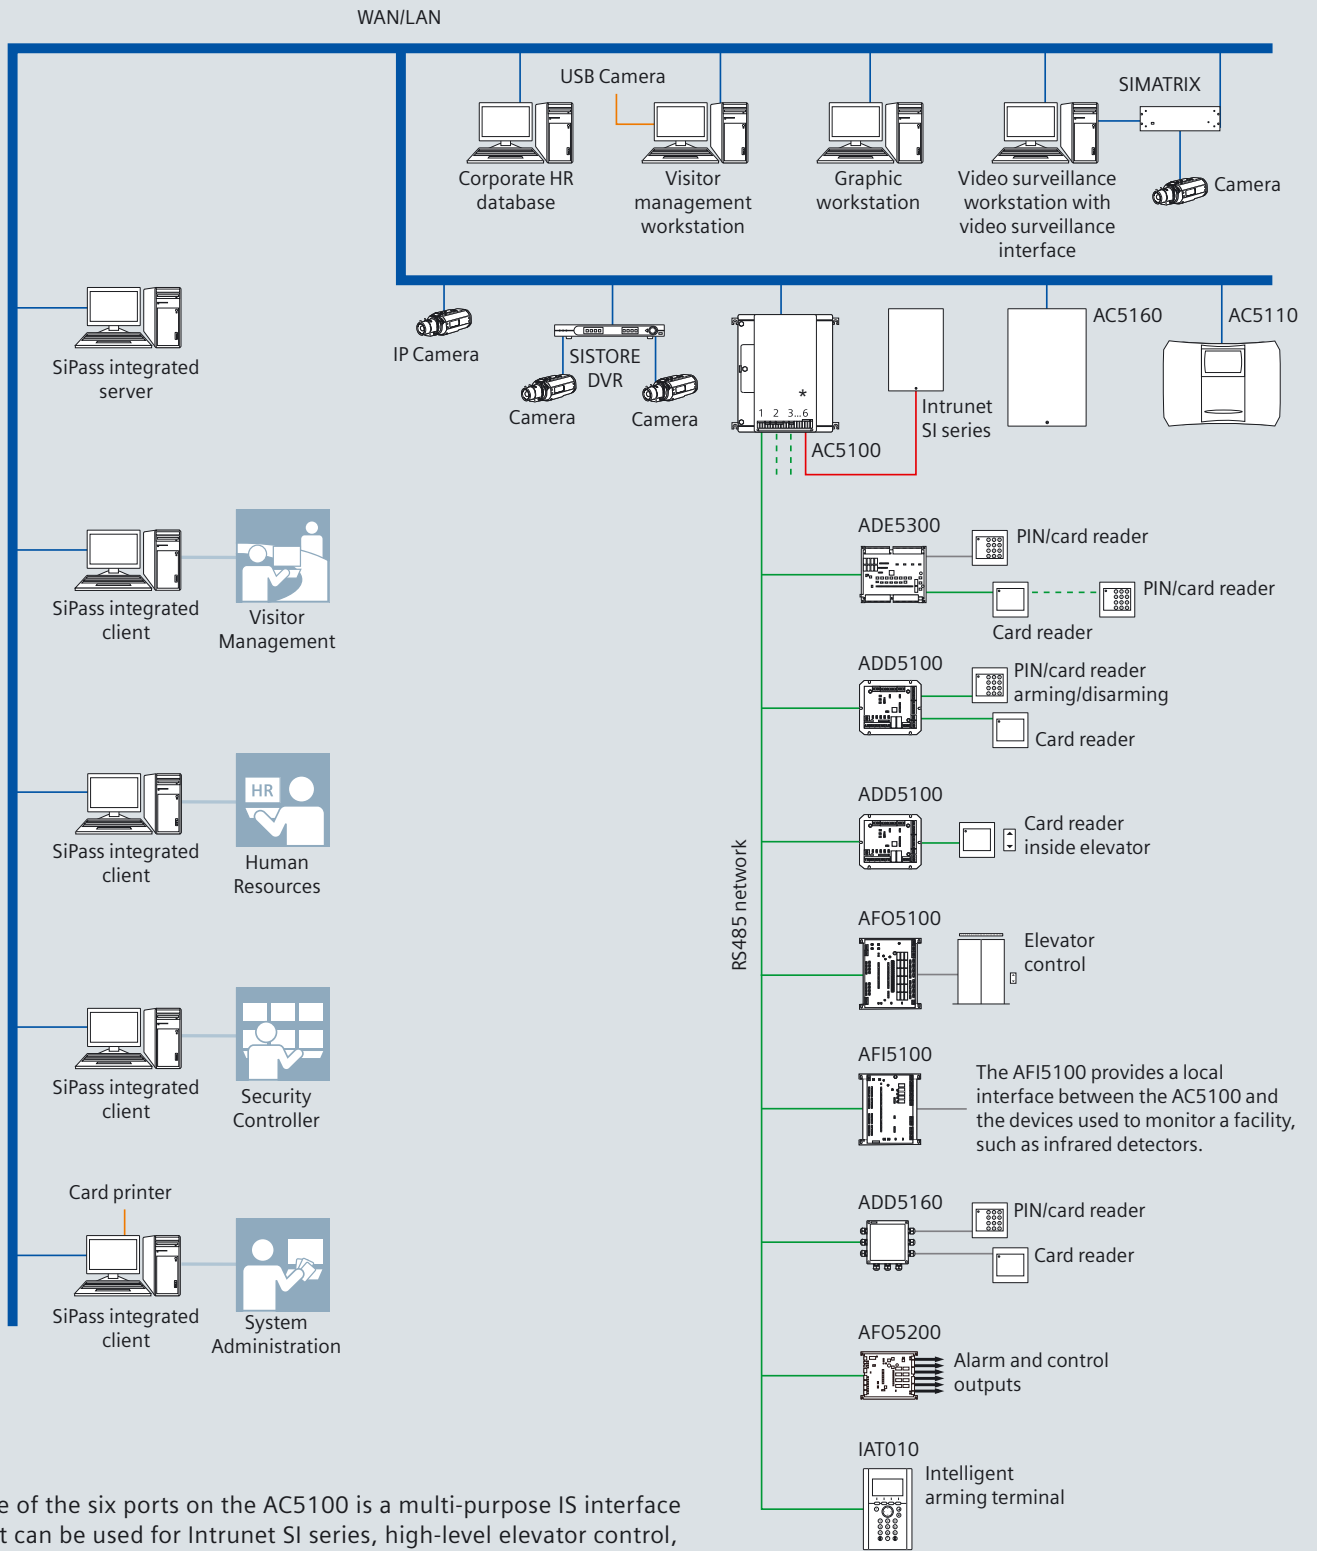 WAN/LAN
USB Camera
SIMATRIX
Corporate HR
database
Visitor
management
workstation
Graphic
workstation
Video surveillance
workstation with
video surveillance
interface
Camera
SiPass integrated
server
IP Camera
SISTORE
DVR
Camera
Camera
*
1 2 3...6
AC5100
Intrunet
SI series
AC5160
AC5110
SiPass integrated
client
Visitor
Management
HR
SiPass integrated
client
Human
Resources
SiPass integrated
client
Security
Controller
Card printer
SiPass integrated
client
System
Administration
RS485 network
ADE5300
PIN/card reader
Card reader
PIN/card reader
ADD5100
PIN/card reader
arming/disarming
Card reader
ADD5100
Card reader
inside elevator
AFO5100
Elevator
control
AFI5100
The AFI5100 provides a local
interface between the AC5100 and
the devices used to monitor a facility,
such as infrared detectors.
ADD5160
PIN/card reader
Card reader
AFO5200
Alarm and control
outputs
IAT010
Intelligent
arming terminal
e of the six ports on the AC5100 is a multi-purpose IS interface
t can be used for Intrunet SI series, high-level elevator control,